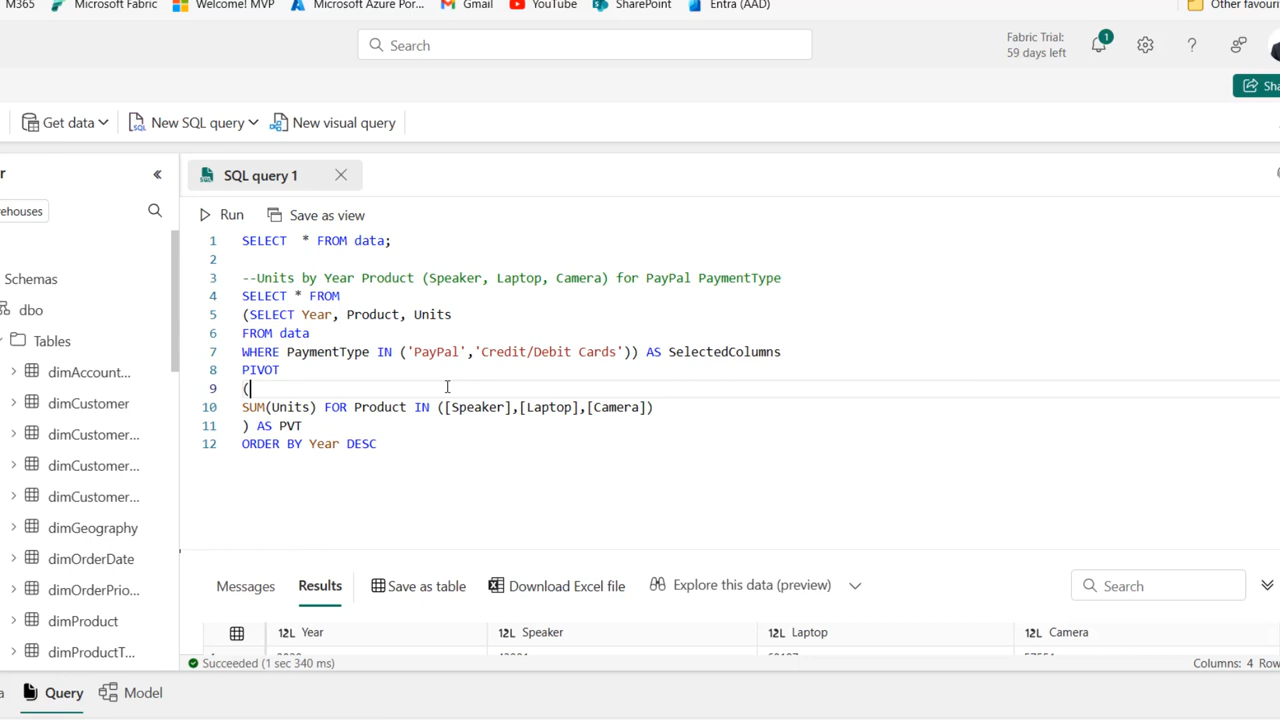 M365 Microsoft Fabric Welcome! MVP Microsoft Azure Por... Gmail YouTube SharePoint Entra (AAD) Other favouri
Search
Fabric Trial:
59 days left
1
Sha
Get data New SQL query New visual query
r
SQL query 1
ehouses
Run Save as view
1 SELECT * FROM data;
2
3 --Units by Year Product (Speaker, Laptop, Camera) for PayPal PaymentType
4 SELECT * FROM
5 (SELECT Year, Product, Units
6 FROM data
7 WHERE PaymentType IN ('PayPal','Credit/Debit Cards')) AS SelectedColumns
8 PIVOT
9 (
10 SUM(Units) FOR Product IN ([Speaker],[Laptop],[Camera])
11 ) AS PVT
12 ORDER BY Year DESC
Schemas
dbo
Tables
dimAccount...
dimCustomer
dimCustomer...
dimCustomer...
dimCustomer...
dimGeography
dimOrderDate
dimOrderPrio...
dimProduct
dimProductT...
Messages Results Save as table Download Excel file Explore this data (preview) Search
12L Year 12L Speaker 12L Laptop 12L Camera
Succeeded (1 sec 340 ms) Columns: 4 Row
a Query Model